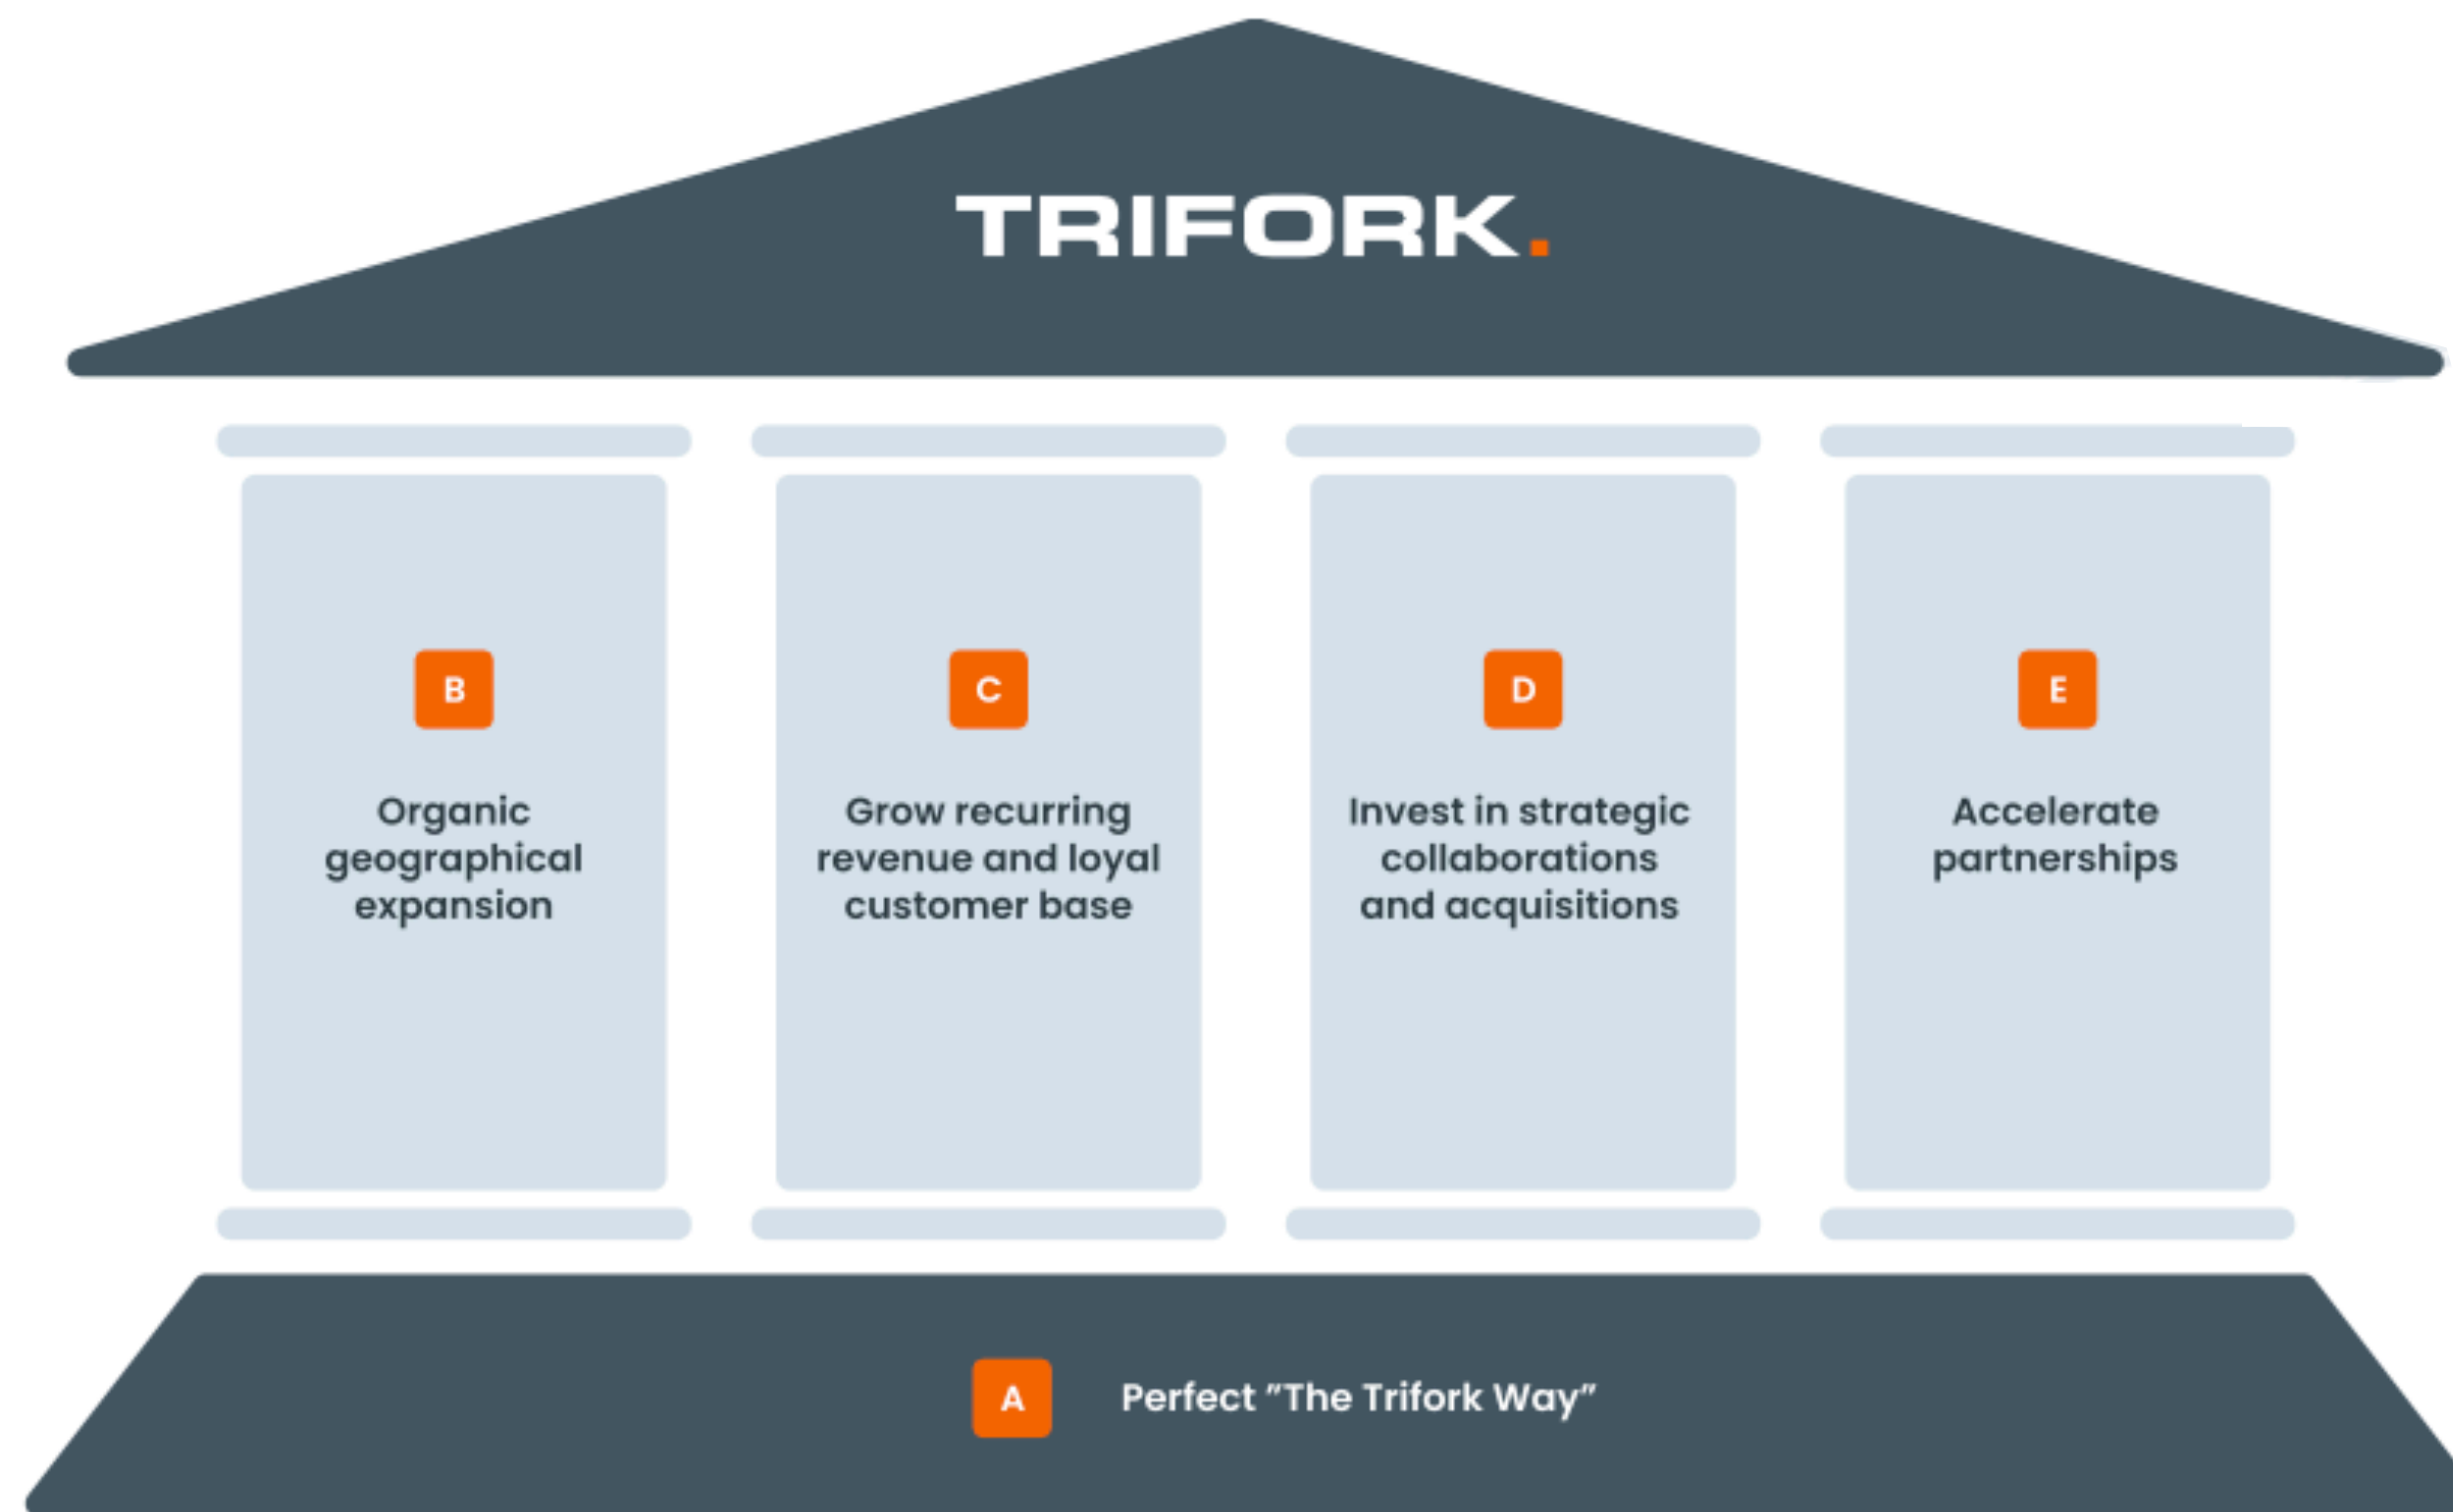 TRIFORK.
B
Organic
geographical
expansion
C
Grow recurring
revenue and loyal
customer base
D
Invest in strategic
collaborations
and acquisitions
E
Accelerate
partnerships
A
Perfect ”The Trifork Way”